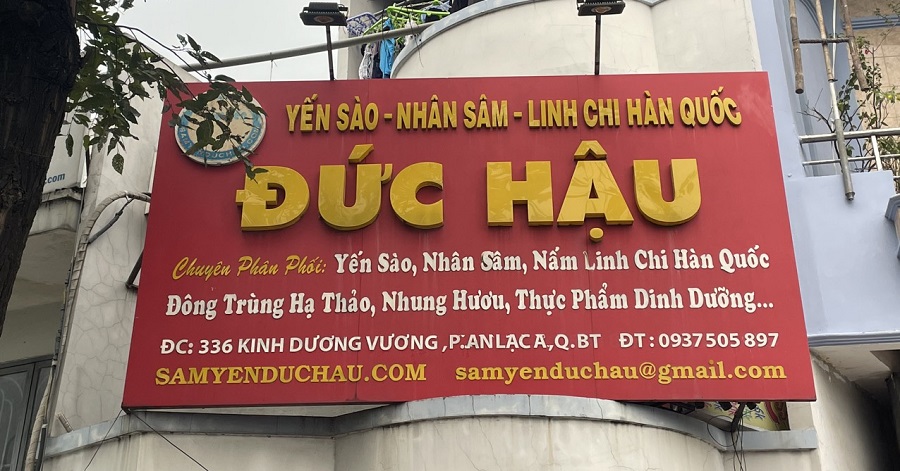 YẾN SÀO - NHÂN SÂM - LINH CHI HÀN QUỐC
ĐỨC HẬU
Chuyên Phân Phối: Yến Sào, Nhân Sâm, Nấm Linh Chi Hàn Quốc
Đông Trùng Hạ Thảo, Nhung Hươu, Thực Phẩm Dinh Dưỡng...
ĐC: 336 KINH DƯƠNG VƯƠNG ,P.ANLẠC A,Q.BT ĐT: 0937 505 897
SAMYENDUCHAU.COM samyenduchau@gmail.com
.com